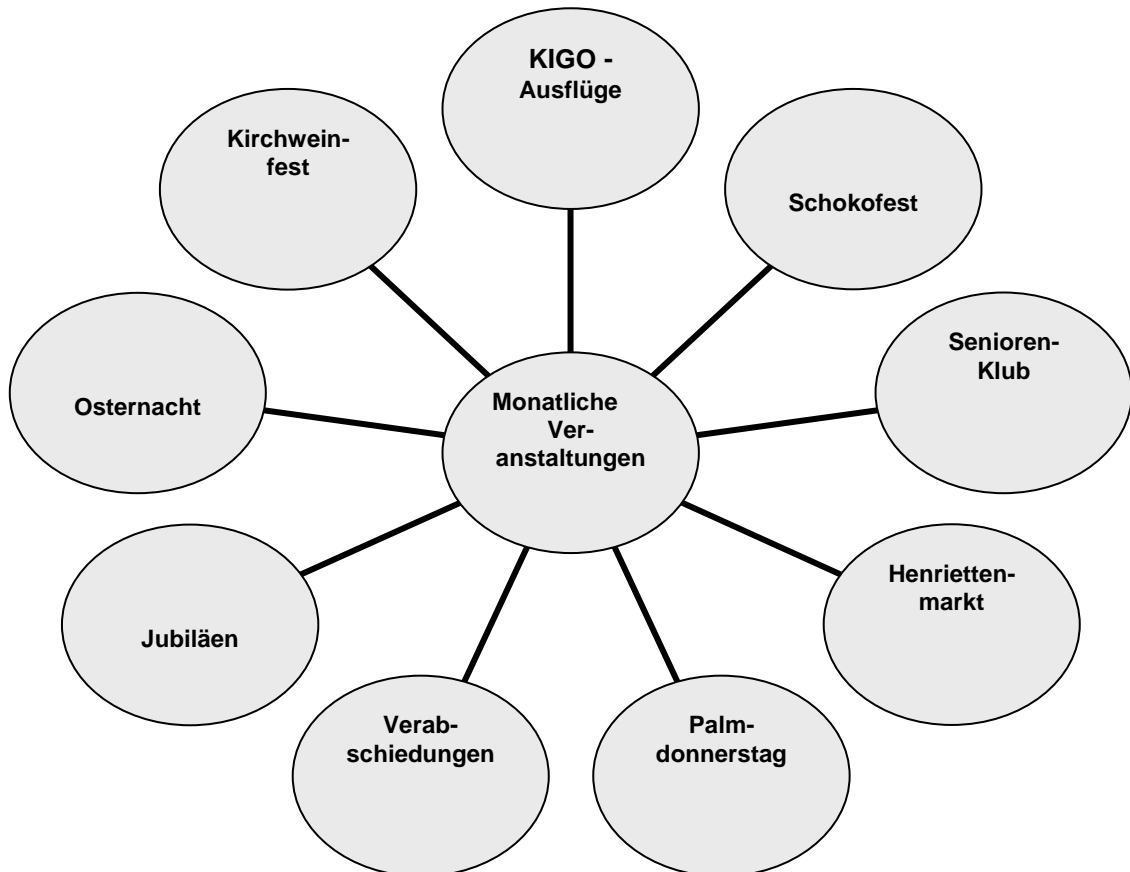 KIGO -
Ausflüge
Kirchwein-
fest
Schokofest
Senioren-
Klub
Osternacht
Monatliche
Ver-
anstaltungen
Henrietten-
markt
Jubiläen
Verab-
schiedungen
Palm-
donnerstag